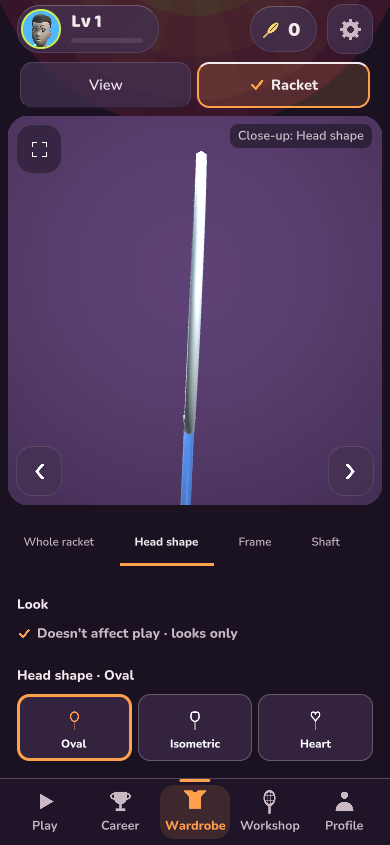 Lv 1
0
View
Racket
Close-up: Head shape
Whole racket
Head shape
Frame
Shaft
Look
Doesn't affect play · looks only
Head shape · Oval
Oval
Isometric
Heart
Play
Career
Wardrobe
Workshop
Profile